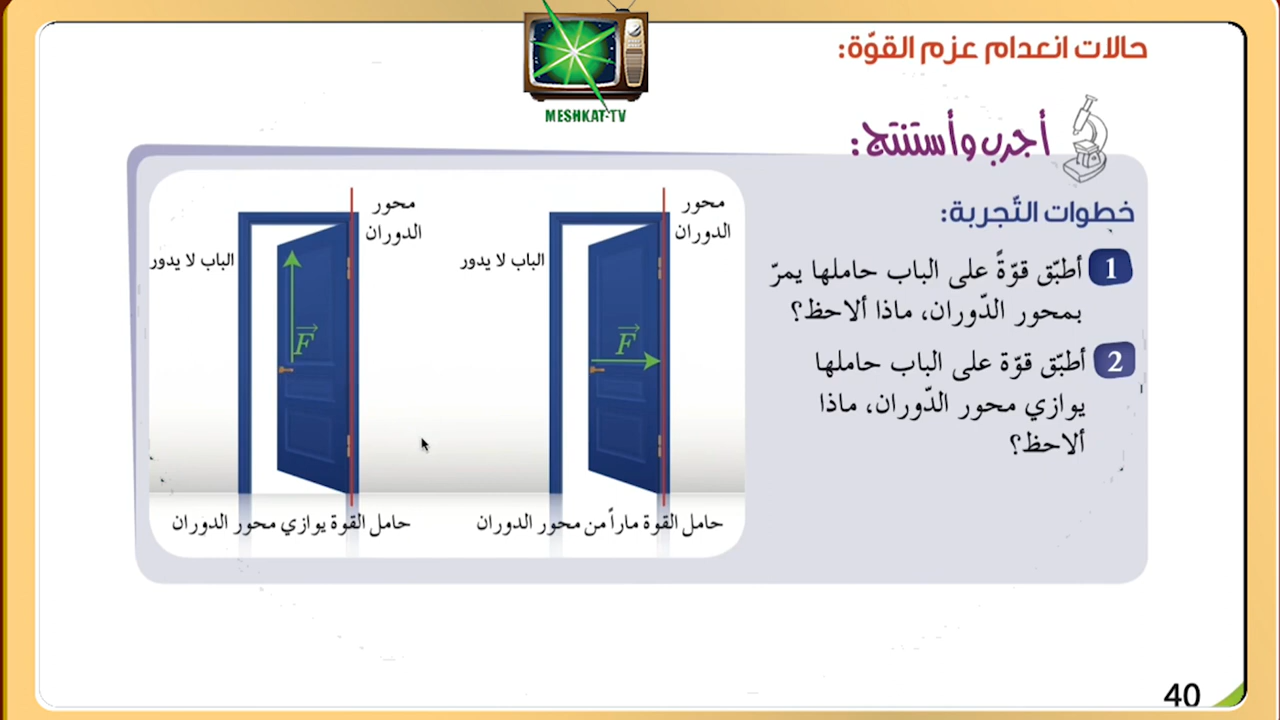 MESHKAT-TV
حالات انعدام عزم القوّة:
أجرب وأستنتج:
خطوات التّجربة:
1 أطبّق قوّةً على الباب حاملها يمرّ
بمحور الدّوران، ماذا ألاحظ؟
2 أطبّق قوّة على الباب حاملها
يوازي محور الدّوران، ماذا
ألاحظ؟
محور
الدوران
الباب لا يدور
F
حامل القوة ماراً من محور الدوران
محور
الدوران
الباب لا يدور
F
حامل القوة يوازي محور الدوران
40